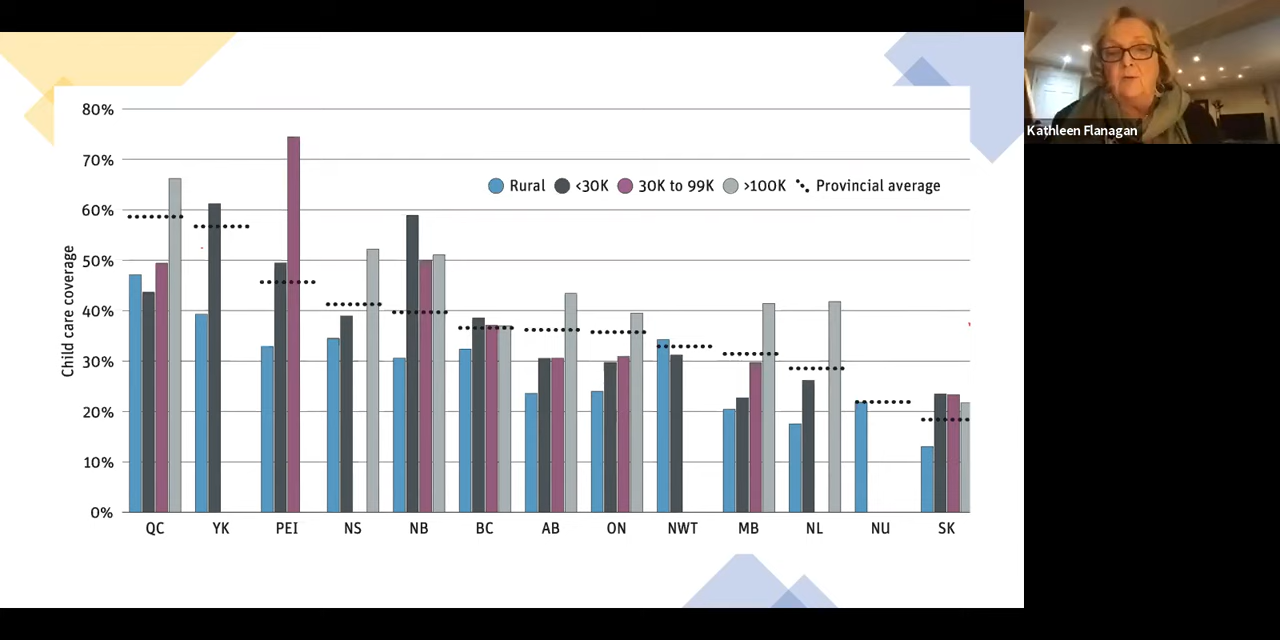 80%
70%
60%
50%
40%
30%
20%
10%
0%
Child care coverage
Rural <30K 30K to 99K >100K Provincial average
QC YK PEI NS NB BC AB ON NWT MB NL NU SK
Kathleen Flanagan